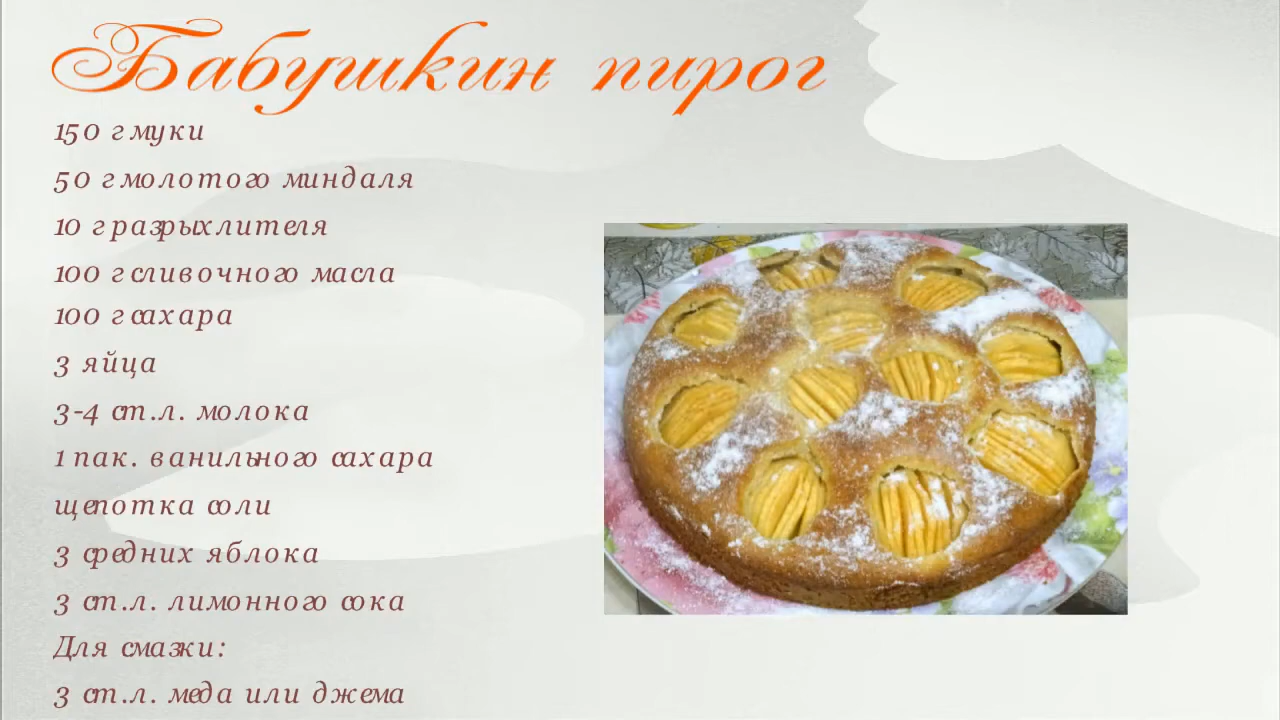 Бабушкин пирог
150 г муки
50 г молотого миндаля
10 г разрыхлителя
100 г сливочного масла
100 г сахара
3 яйца
3-4 ст.л. молока
1 пак. ванильного сахара
щепотка соли
3 средних яблока
3 ст.л. лимонного сока
Для смазки:
3 ст.л. меда или джема